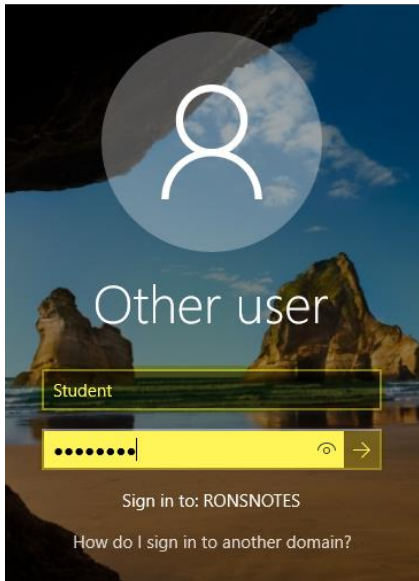 Other user
Student
Sign in to: RONSNOTES
How do I sign in to another domain?